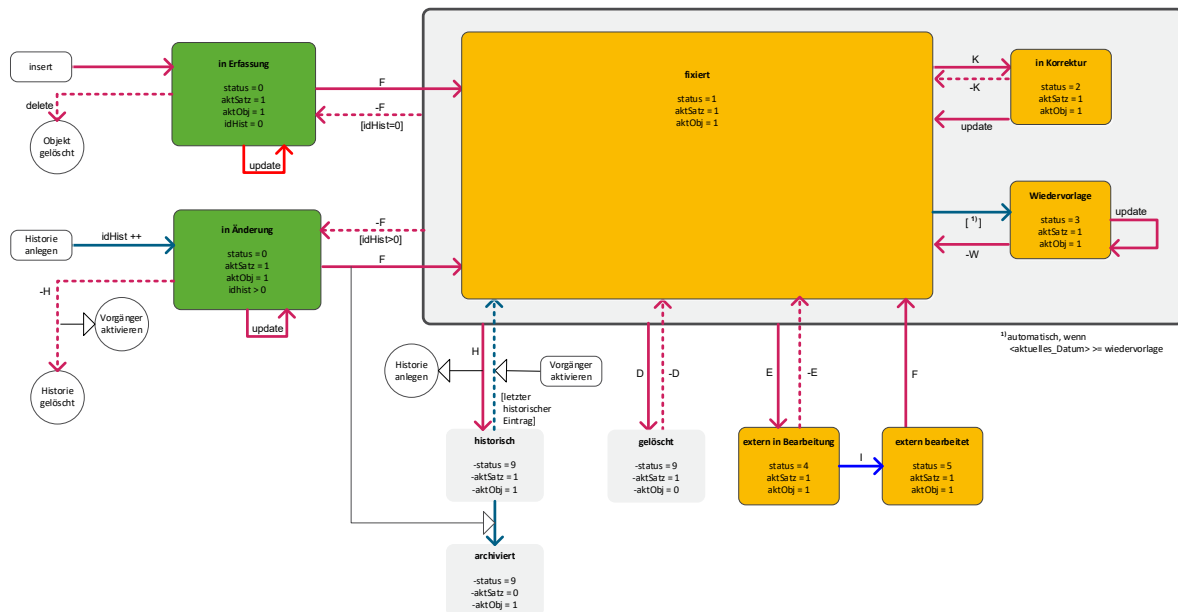 insert
delete
Objekt
gelöscht
in Erfassung
status = 0
aktSatz = 1
aktObj = 1
idHist = 0
update
F
-F
[idHist=0]
Historie
anlegen
idHist ++
-H
Vorgänger
aktivieren
Historie
gelöscht
in Änderung
status = 0
aktSatz = 1
aktObj = 1
idhist > 0
update
-F
[idHist>0]
F
fixiert
status = 1
aktSatz = 1
aktObj = 1
K
-K
update
in Korrektur
status = 2
aktSatz = 1
aktObj = 1
[ ¹⁾ ]
-W
Wiedervorlage
status = 3
aktSatz = 1
aktObj = 1
update
¹⁾ automatisch, wenn
<aktuelles_Datum> >= wiedervorlage
Historie
anlegen
H
Vorgänger
aktivieren
[letzter
historischer
Eintrag]
D
-D
E
-E
F
historisch
-status = 9
-aktSatz = 1
-aktObj = 1
gelöscht
-status = 9
-aktSatz = 1
-aktObj = 0
extern in Bearbeitung
status = 4
aktSatz = 1
aktObj = 1
I
extern bearbeitet
status = 5
aktSatz = 1
aktObj = 1
archiviert
-status = 9
-aktSatz = 0
-aktObj = 1